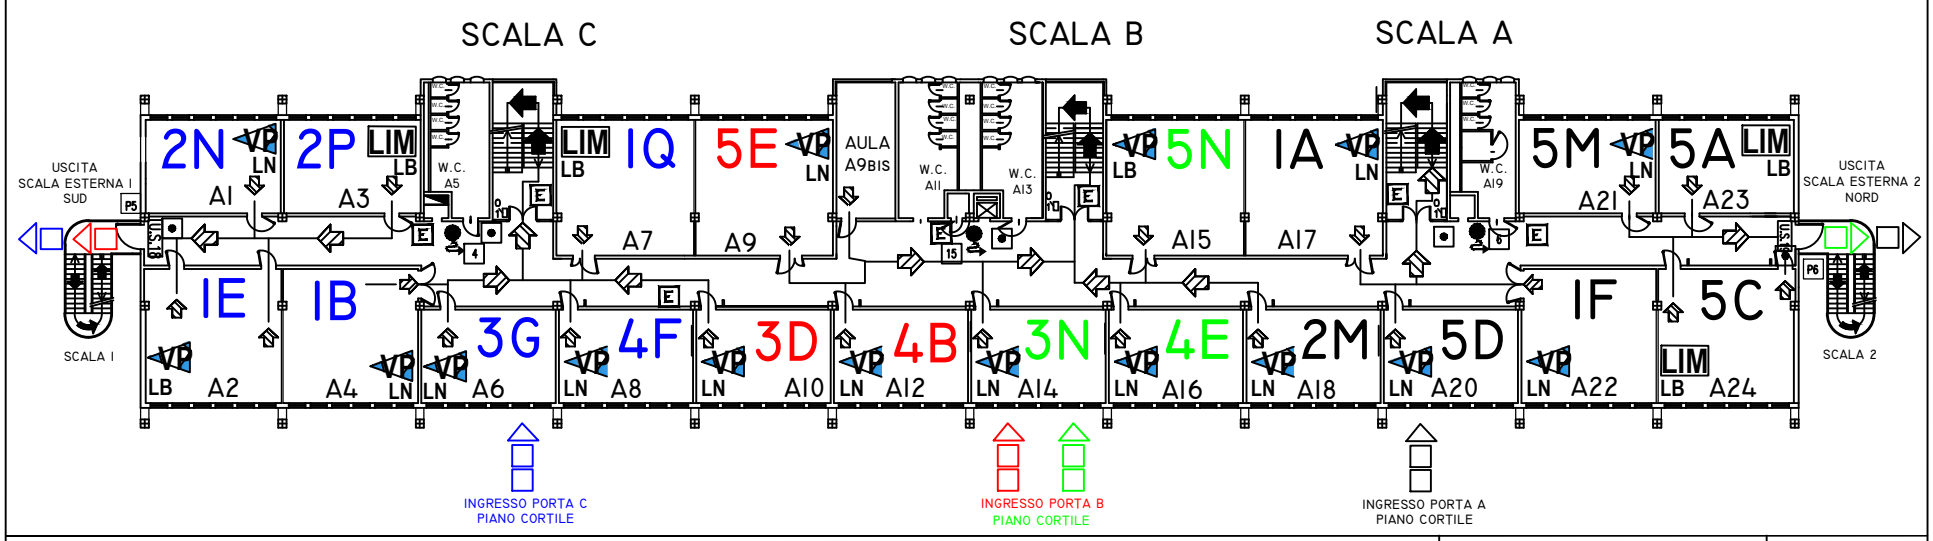 SCALA C
SCALA B
SCALA A
USCITA
SCALA ESTERNA 1
SUD
P5
2N
VP
LN
A1
2P
LIM
LB
A3
W.C.
W.C.
W.C.
W.C.
W.C.
A5
E
LIM
LB
1Q
A7
5E
VP
LN
A9
AULA
A9BIS
W.C.
W.C.
W.C.
W.C.
W.C.
A11
W.C.
W.C.
W.C.
W.C.
W.C.
A13
E
VP
LB
5N
A15
1A
VP
LN
A17
E
W.C.
W.C.
W.C.
W.C.
A19
5M
VP
LN
A21
5A
LIM
LB
A23
USCITA
SCALA ESTERNA 2
NORD
U.S.
E
4
E
15
6
E
U.S.
P6
1E
VP
LB
A2
1B
VP
LN
A4
3G
VP
LN
A6
4F
VP
LN
A8
E
3D
VP
LN
A10
4B
VP
LN
A12
3N
VP
LN
A14
4E
VP
LN
A16
2M
VP
LN
A18
5D
VP
LN
A20
1F
VP
LN
A22
5C
LIM
LB
A24
SCALA 1
SCALA 2
INGRESSO PORTA C
PIANO CORTILE
INGRESSO PORTA B
PIANO CORTILE
INGRESSO PORTA A
PIANO CORTILE